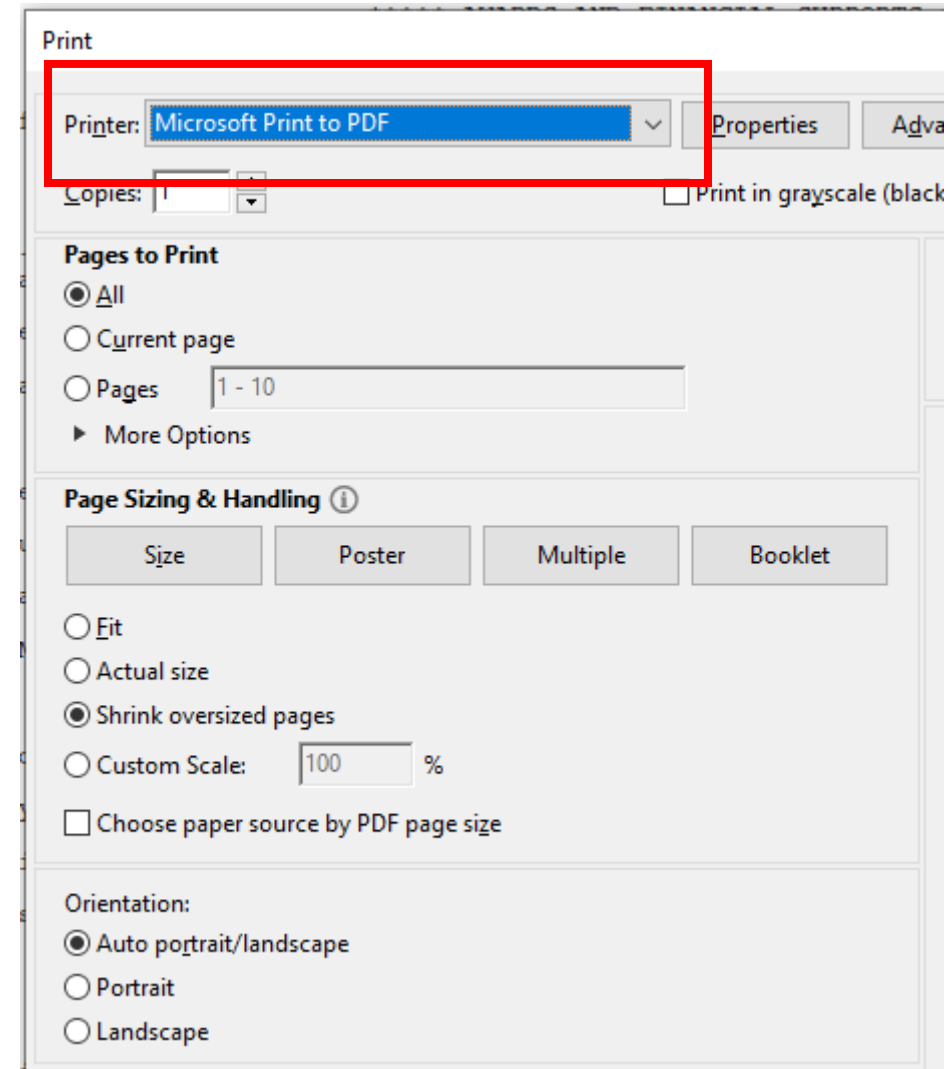 Print
Printer: Microsoft Print to PDF Properties Adva
Copies: 1 Print in grayscale (black
Pages to Print
All
Current page
Pages 1 - 10
More Options
Page Sizing & Handling
Size Poster Multiple Booklet
Fit
Actual size
Shrink oversized pages
Custom Scale: 100 %
Choose paper source by PDF page size
Orientation:
Auto portrait/landscape
Portrait
Landscape